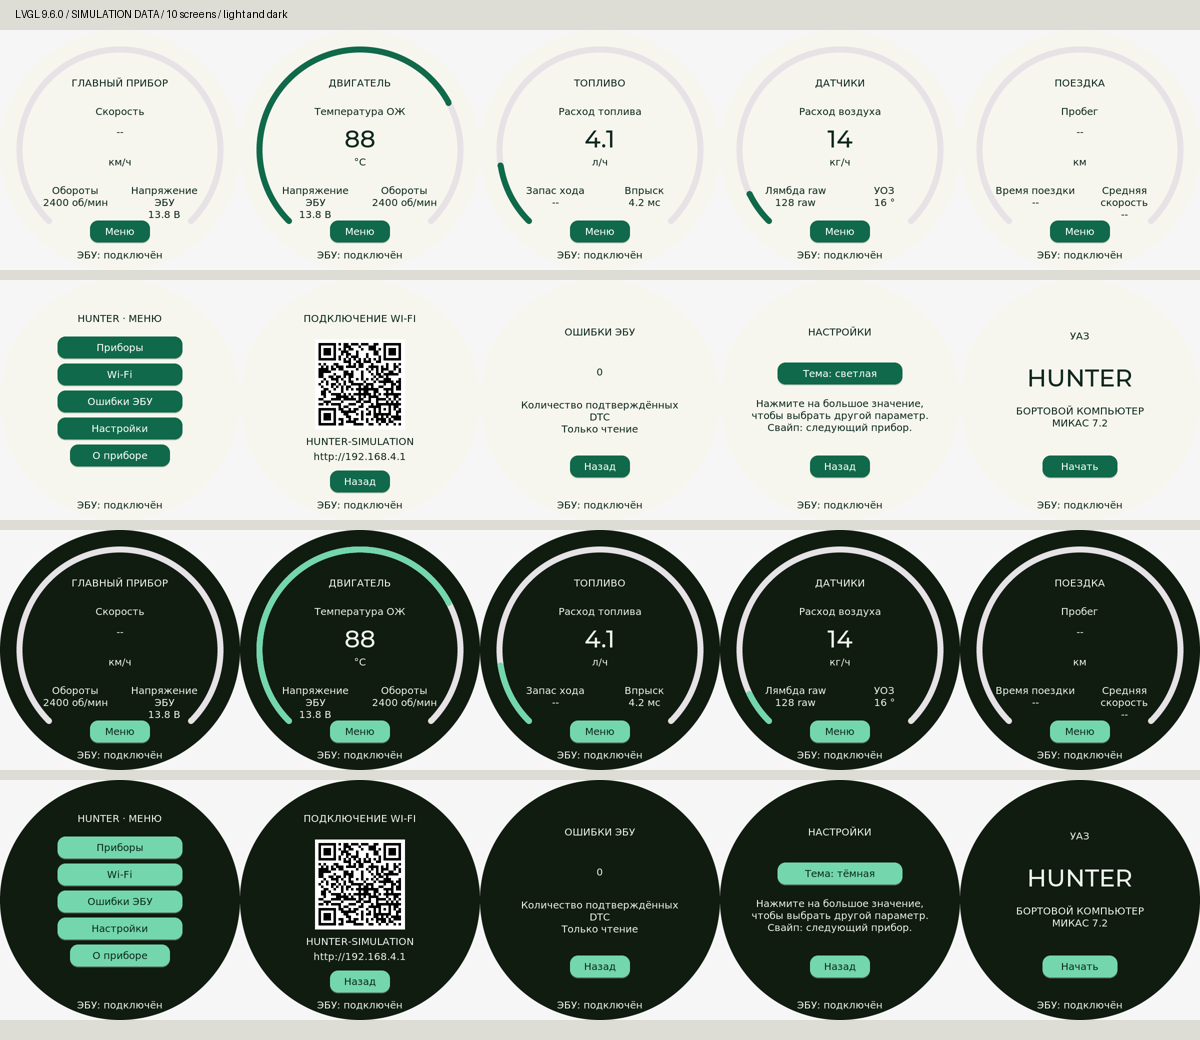 LVGL 9.6.0 / SIMULATION DATA / 10 screens / light and dark
ГЛАВНЫЙ ПРИБОР
Скорость
--
км/ч
Обороты
2400 об/мин
Напряжение
ЭБУ
13.8 В
Меню
ЭБУ: подключён
ДВИГАТЕЛЬ
Температура ОЖ
88
°C
Напряжение
ЭБУ
13.8 В
Обороты
2400 об/мин
Меню
ЭБУ: подключён
ТОПЛИВО
Расход топлива
4.1
л/ч
Запас хода
--
Впрыск
4.2 мс
Меню
ЭБУ: подключён
ДАТЧИКИ
Расход воздуха
14
кг/ч
Лямбда raw
128 raw
УОЗ
16 °
Меню
ЭБУ: подключён
ПОЕЗДКА
Пробег
--
км
Время поездки
--
Средняя
скорость
--
Меню
ЭБУ: подключён
HUNTER · МЕНЮ
Приборы
Wi-Fi
Ошибки ЭБУ
Настройки
О приборе
ЭБУ: подключён
ПОДКЛЮЧЕНИЕ WI-FI
HUNTER-SIMULATION
http://192.168.4.1
Назад
ЭБУ: подключён
ОШИБКИ ЭБУ
0
Количество подтверждённых
DTC
Только чтение
Назад
ЭБУ: подключён
НАСТРОЙКИ
Тема: светлая
Нажмите на большое значение,
чтобы выбрать другой параметр.
Свайп: следующий прибор.
Назад
ЭБУ: подключён
УАЗ
HUNTER
БОРТОВОЙ КОМПЬЮТЕР
МИКАС 7.2
Начать
ЭБУ: подключён
ГЛАВНЫЙ ПРИБОР
Скорость
--
км/ч
Обороты
2400 об/мин
Напряжение
ЭБУ
13.8 В
Меню
ЭБУ: подключён
ДВИГАТЕЛЬ
Температура ОЖ
88
°C
Напряжение
ЭБУ
13.8 В
Обороты
2400 об/мин
Меню
ЭБУ: подключён
ТОПЛИВО
Расход топлива
4.1
л/ч
Запас хода
--
Впрыск
4.2 мс
Меню
ЭБУ: подключён
ДАТЧИКИ
Расход воздуха
14
кг/ч
Лямбда raw
128 raw
УОЗ
16 °
Меню
ЭБУ: подключён
ПОЕЗДКА
Пробег
--
км
Время поездки
--
Средняя
скорость
--
Меню
ЭБУ: подключён
HUNTER · МЕНЮ
Приборы
Wi-Fi
Ошибки ЭБУ
Настройки
О приборе
ЭБУ: подключён
ПОДКЛЮЧЕНИЕ WI-FI
HUNTER-SIMULATION
http://192.168.4.1
Назад
ЭБУ: подключён
ОШИБКИ ЭБУ
0
Количество подтверждённых
DTC
Только чтение
Назад
ЭБУ: подключён
НАСТРОЙКИ
Тема: тёмная
Нажмите на большое значение,
чтобы выбрать другой параметр.
Свайп: следующий прибор.
Назад
ЭБУ: подключён
УАЗ
HUNTER
БОРТОВОЙ КОМПЬЮТЕР
МИКАС 7.2
Начать
ЭБУ: подключён